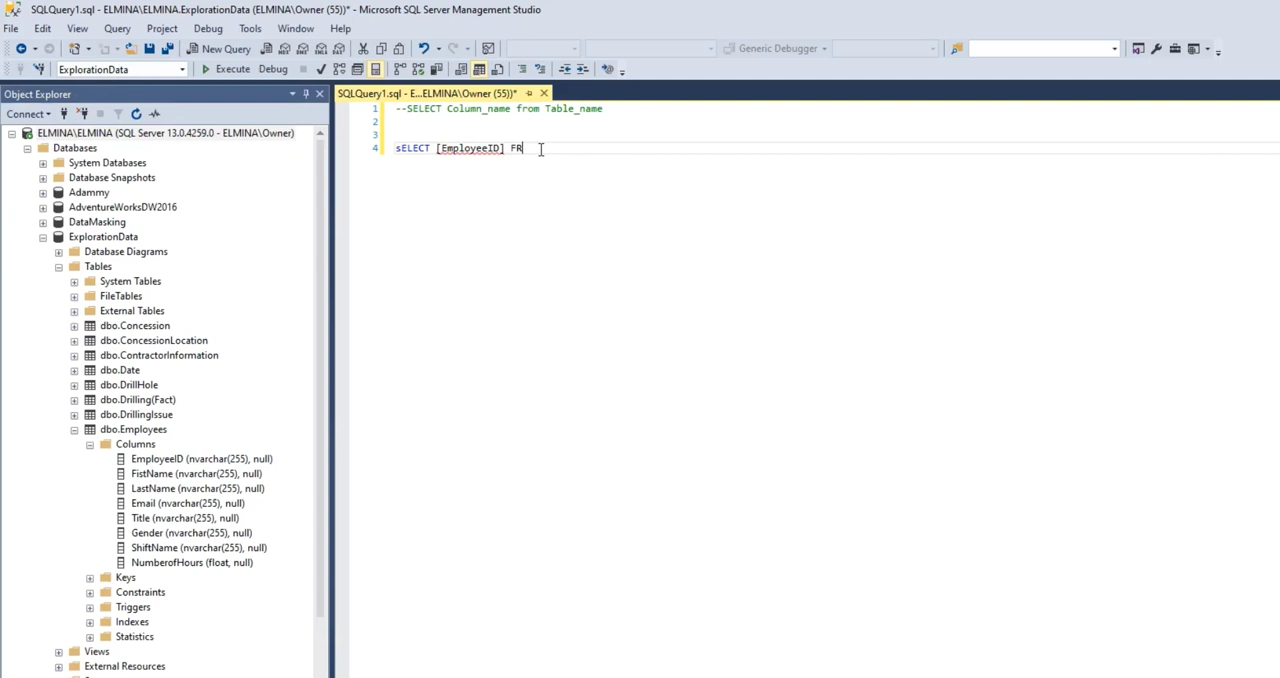 SQLQuery1.sql - ELMINA\ELMINA.ExplorationData (ELMINA\Owner (55))* - Microsoft SQL Server Management Studio
File Edit View Query Project Debug Tools Window Help
New Query Generic Debugger
ExplorationData Execute Debug
Object Explorer
SQLQuery1.sql - E...ELMINA\Owner (55))*
Connect
1 --SELECT Column_name from Table_name
2
3
4 sELECT [EmployeeID] FR
ELMINA\ELMINA (SQL Server 13.0.4259.0 - ELMINA\Owner)
Databases
System Databases
Database Snapshots
Adammy
AdventureWorksDW2016
DataMasking
ExplorationData
Database Diagrams
Tables
System Tables
FileTables
External Tables
dbo.Concession
dbo.ConcessionLocation
dbo.ContractorInformation
dbo.Date
dbo.DrillHole
dbo.Drilling(Fact)
dbo.DrillingIssue
dbo.Employees
Columns
EmployeeID (nvarchar(255), null)
FistName (nvarchar(255), null)
LastName (nvarchar(255), null)
Email (nvarchar(255), null)
Title (nvarchar(255), null)
Gender (nvarchar(255), null)
ShiftName (nvarchar(255), null)
NumberofHours (float, null)
Keys
Constraints
Triggers
Indexes
Statistics
Views
External Resources